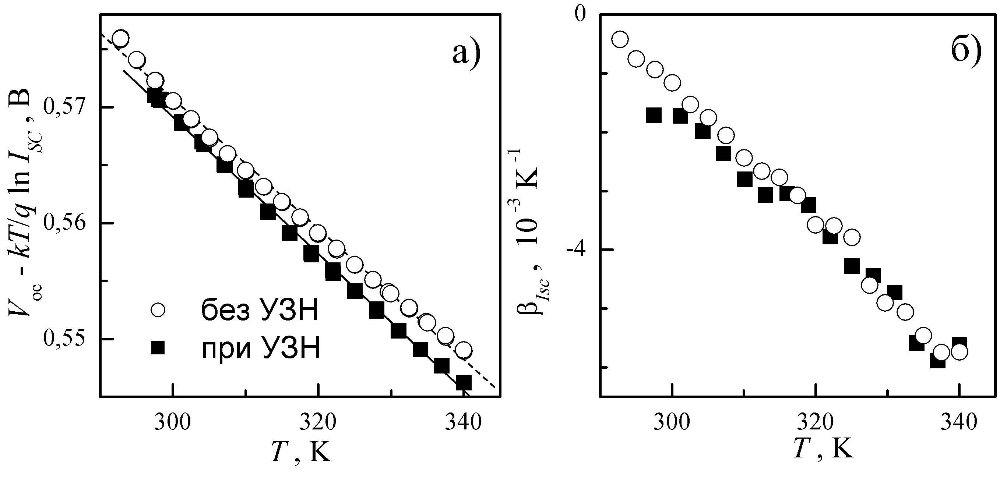 а)
V_oc - kT/q ln I_SC , В
0,57
0,56
0,55
без УЗН
при УЗН
300 320 340
T , К
б)
β_Isc , 10^-3 К^-1
0
-4
300 320 340
T , К